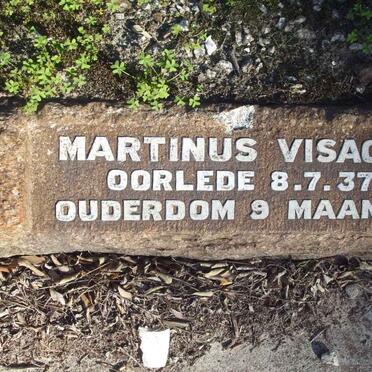 MARTINUS VISAG
OORLEDE 8.7.37
OUDERDOM 9 MAAN